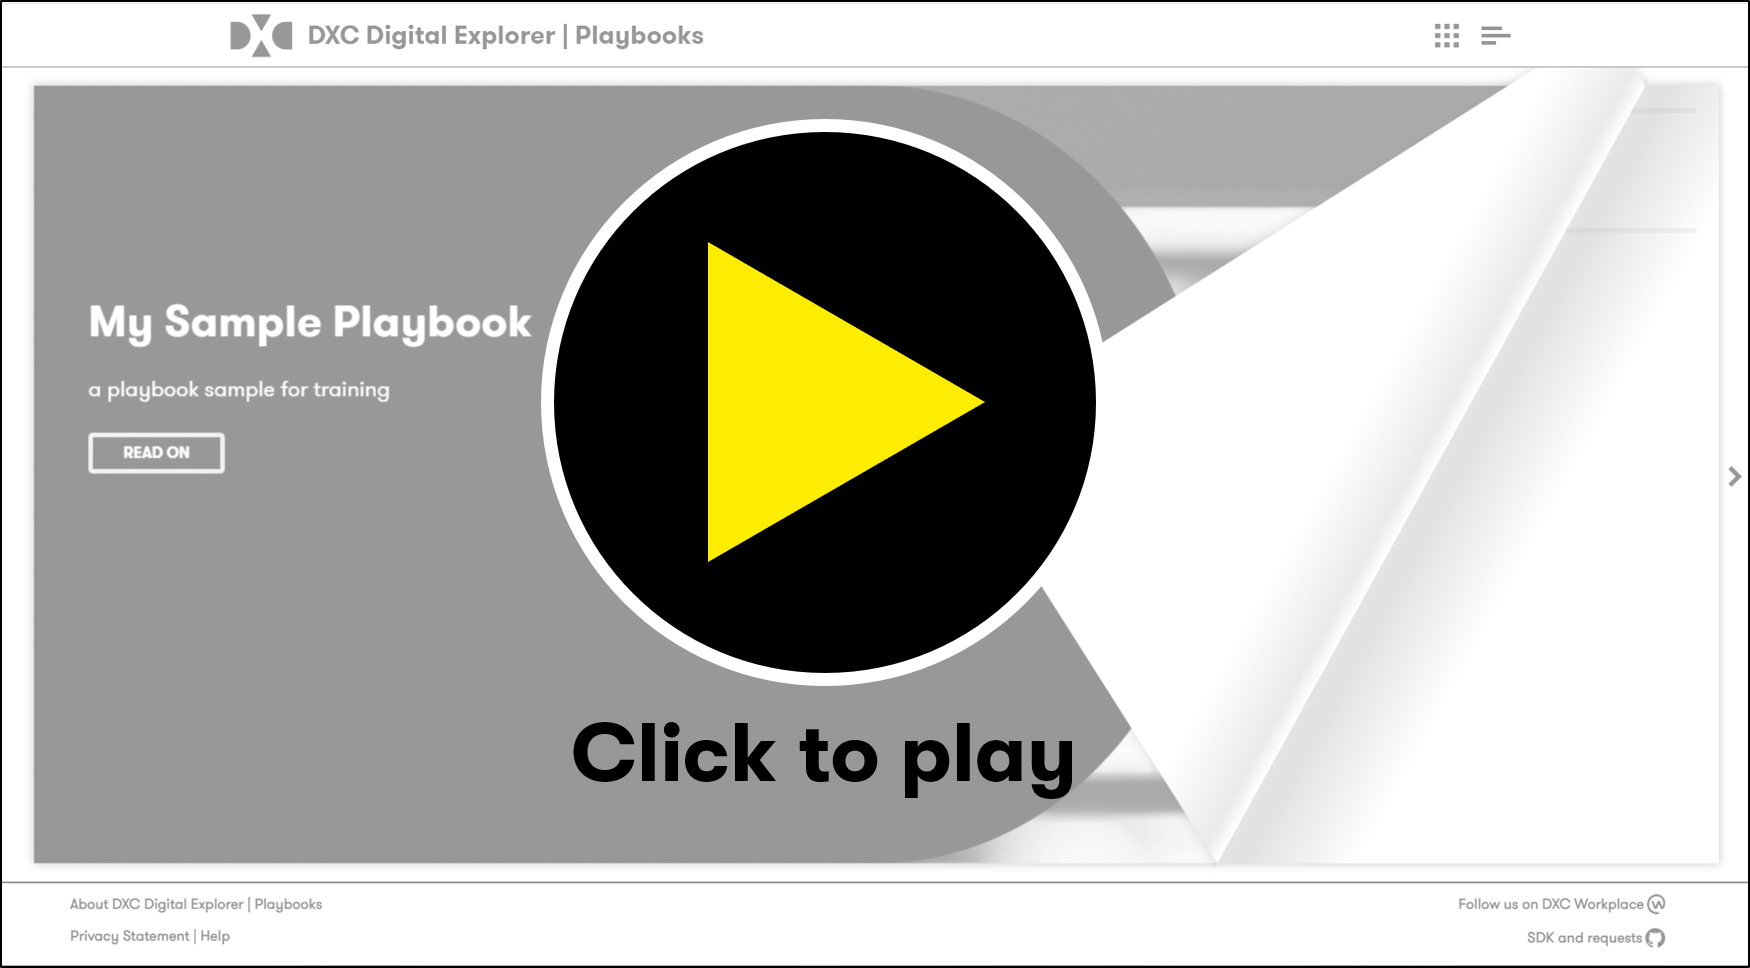 DXC
DXC Digital Explorer | Playbooks
My Sample Playbook
a playbook sample for training
READ ON
Click to play
About DXC Digital Explorer | Playbooks
Privacy Statement | Help
Follow us on DXC Workplace
SDK and requests